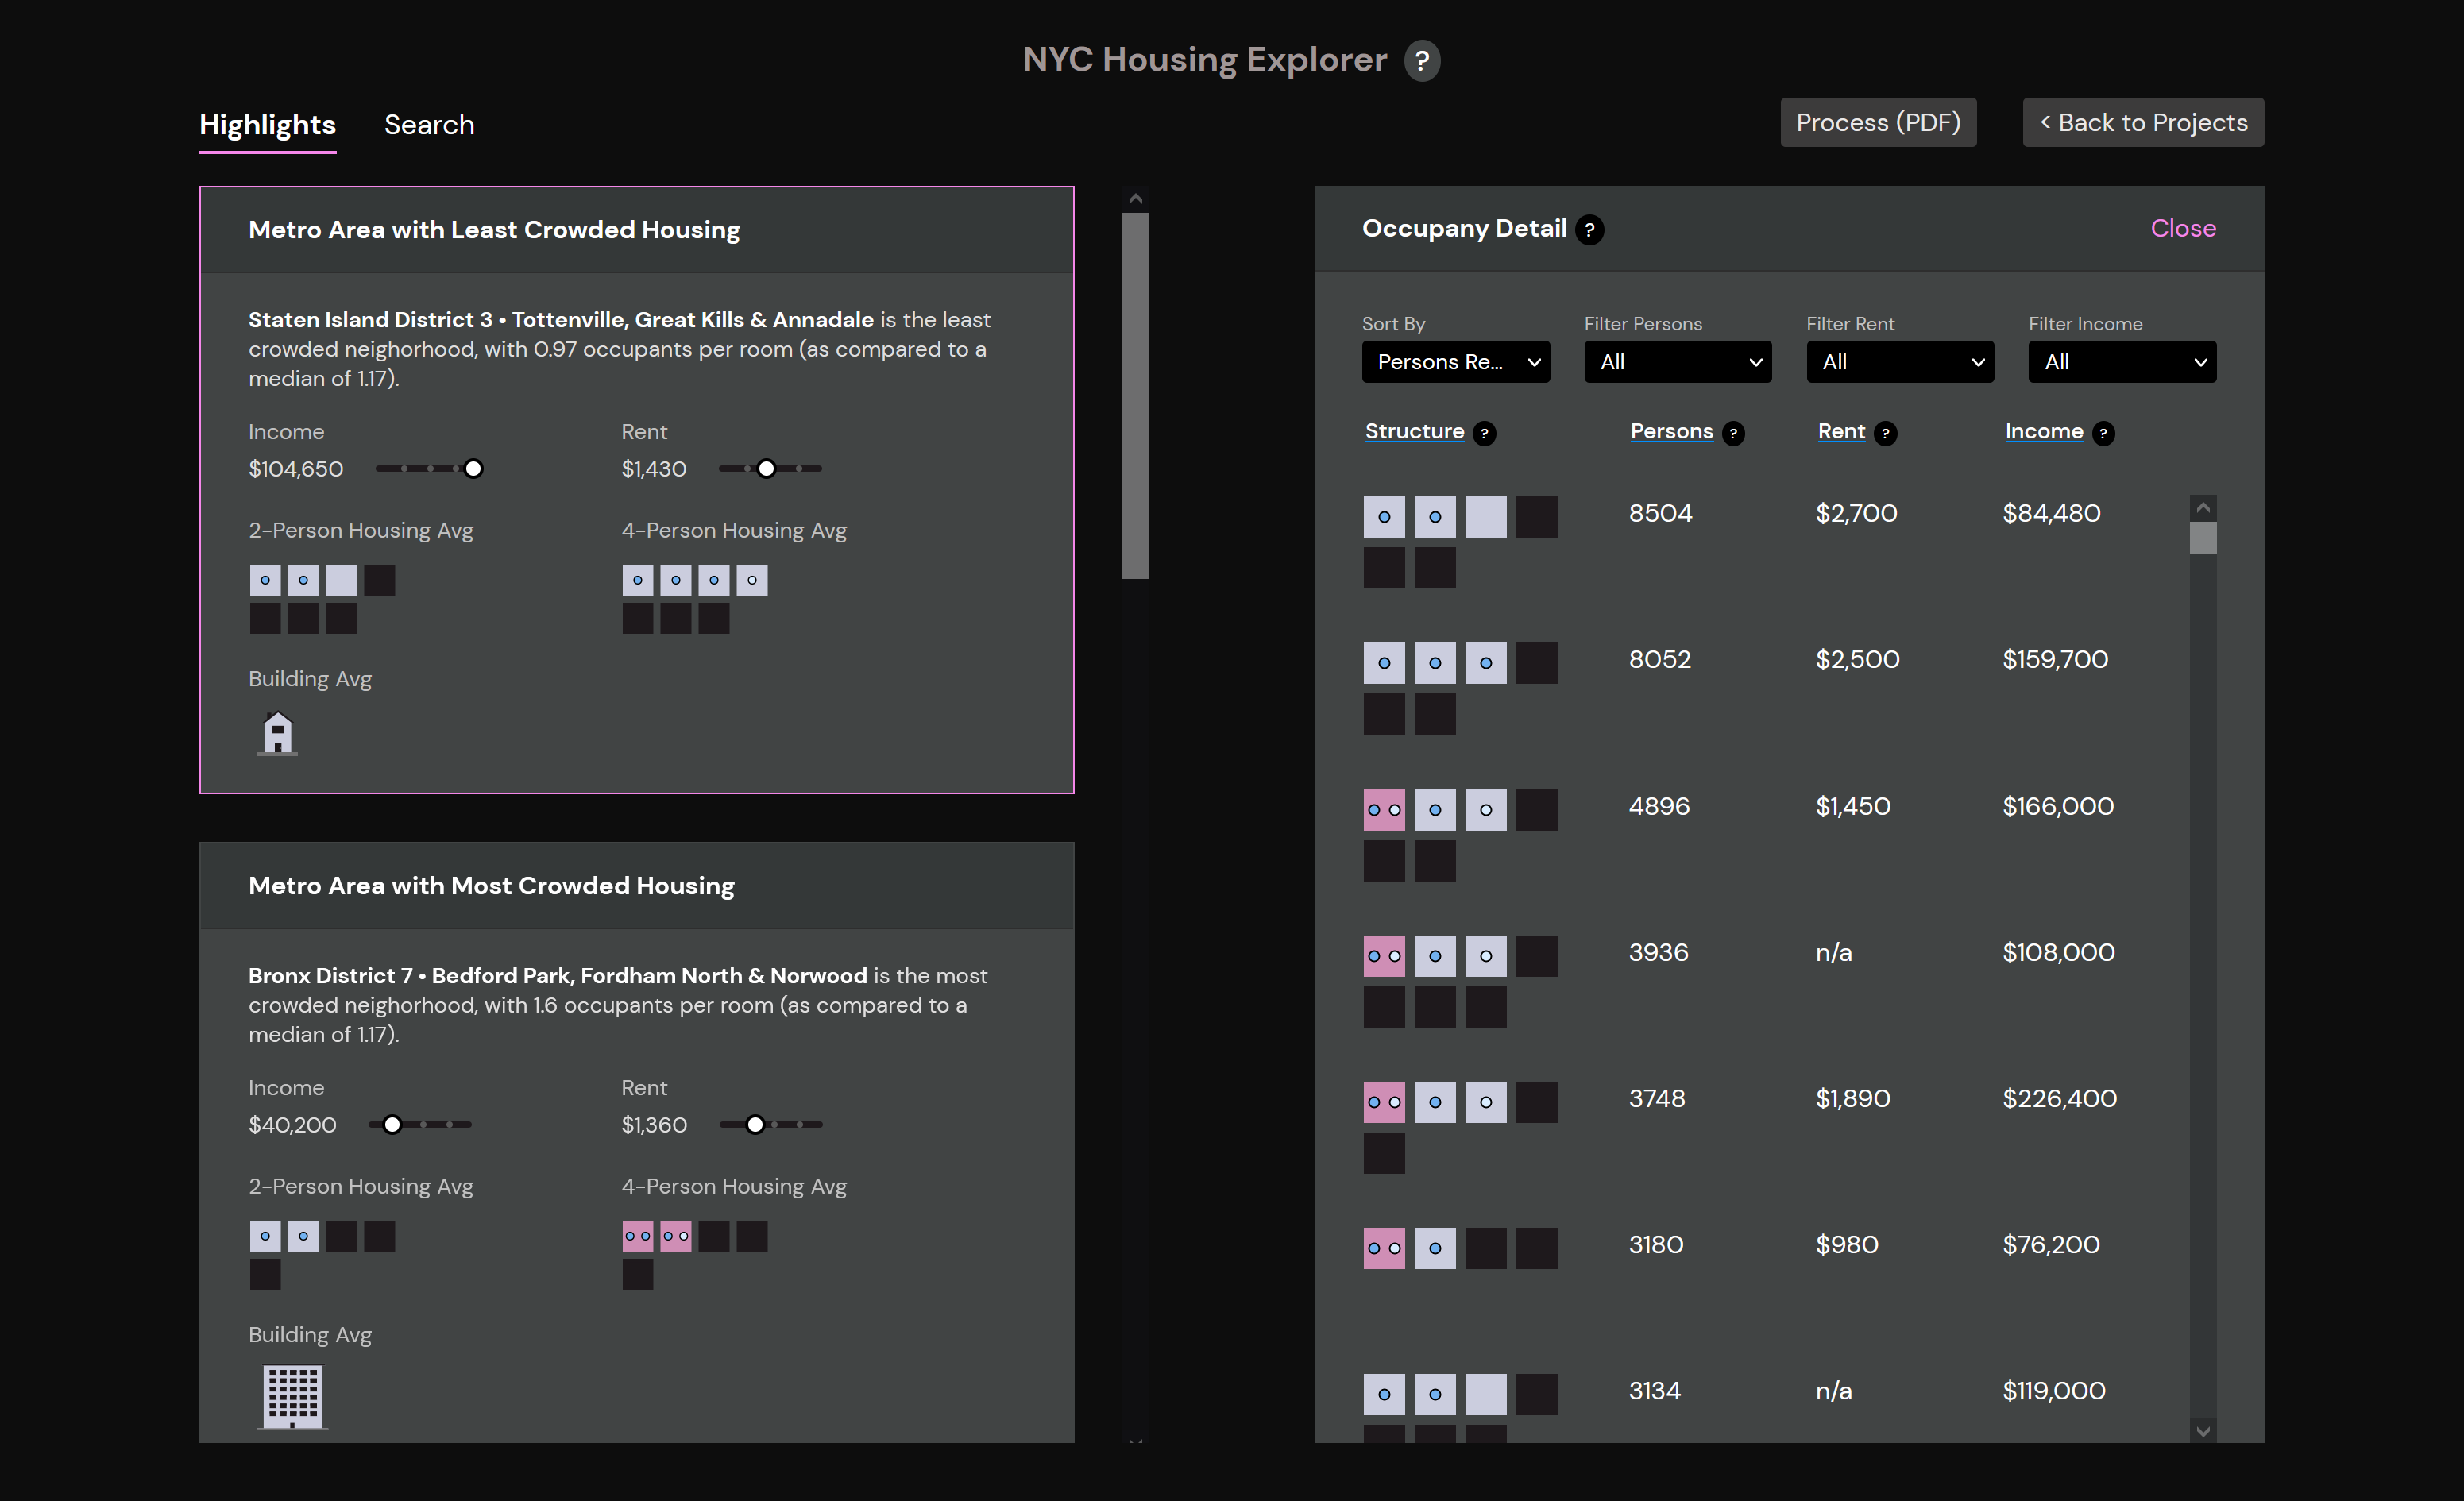 NYC Housing Explorer ?
Highlights Search Process (PDF) < Back to Projects
Metro Area with Least Crowded Housing
Staten Island District 3 • Tottenville, Great Kills & Annadale is the least
crowded neighorhood, with 0.97 occupants per room (as compared to a
median of 1.17).
Income Rent
$104,650 $1,430
2-Person Housing Avg 4-Person Housing Avg
Building Avg
Metro Area with Most Crowded Housing
Bronx District 7 • Bedford Park, Fordham North & Norwood is the most
crowded neighorhood, with 1.6 occupants per room (as compared to a
median of 1.17).
Income Rent
$40,200 $1,360
2-Person Housing Avg 4-Person Housing Avg
Building Avg
Occupany Detail ? Close
Sort By Filter Persons Filter Rent Filter Income
Persons Re... All All All
Structure ? Persons ? Rent ? Income ?
8504 $2,700 $84,480
8052 $2,500 $159,700
4896 $1,450 $166,000
3936 n/a $108,000
3748 $1,890 $226,400
3180 $980 $76,200
3134 n/a $119,000